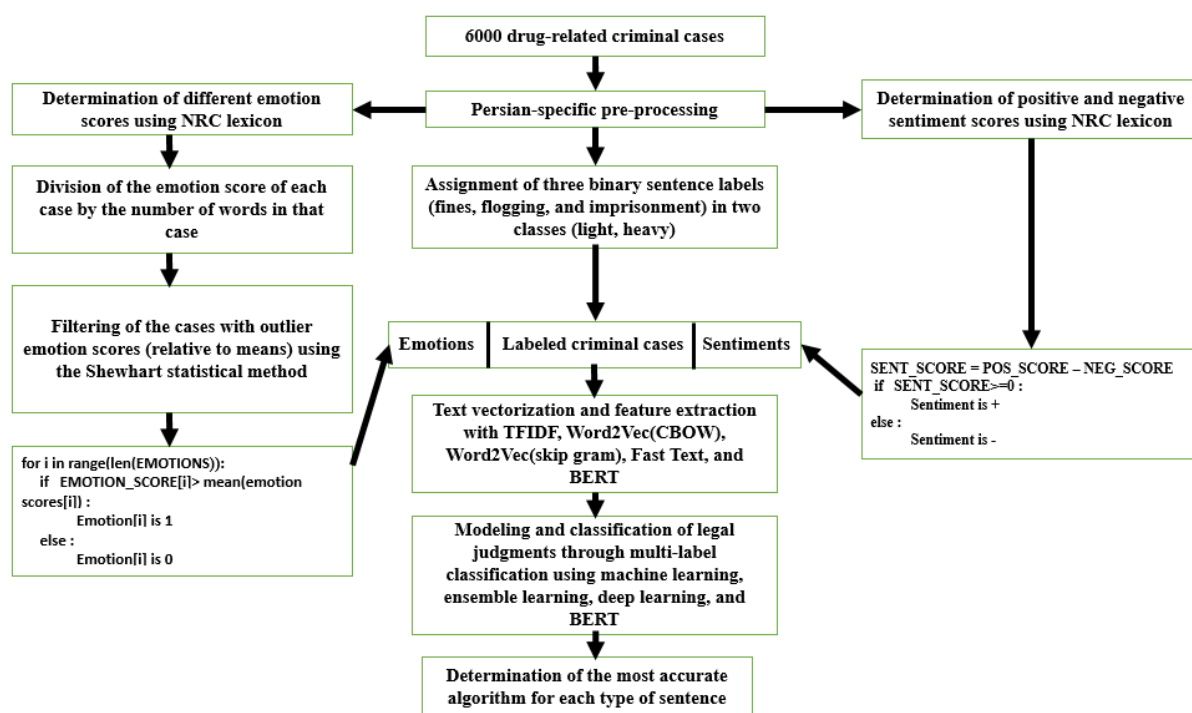 6000 drug-related criminal cases
Determination of different emotion
scores using NRC lexicon
Persian-specific pre-processing
Determination of positive and negative
sentiment scores using NRC lexicon
Division of the emotion score of each
case by the number of words in that
case
Assignment of three binary sentence labels
(fines, flogging, and imprisonment) in two
classes (light, heavy)
Filtering of the cases with outlier
emotion scores (relative to means) using
the Shewhart statistical method
Emotions
Labeled criminal cases
Sentiments
SENT_SCORE = POS_SCORE – NEG_SCORE
if SENT_SCORE>=0 :
Sentiment is +
else :
Sentiment is -
Text vectorization and feature extraction
with TFIDF, Word2Vec(CBOW),
Word2Vec(skip gram), Fast Text, and
BERT
for i in range(len(EMOTIONS)):
if EMOTION_SCORE[i]> mean(emotion
scores[i]) :
Emotion[i] is 1
else :
Emotion[i] is 0
Modeling and classification of legal
judgments through multi-label
classification using machine learning,
ensemble learning, deep learning, and
BERT
Determination of the most accurate
algorithm for each type of sentence